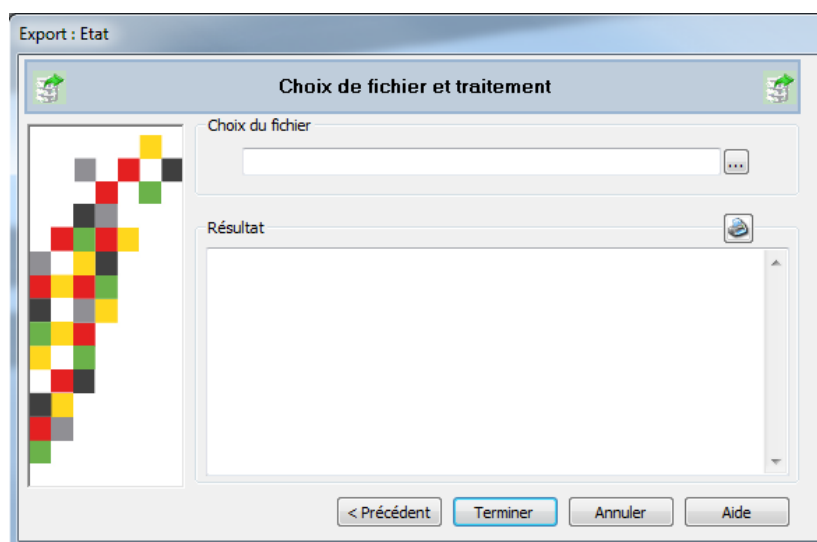 Export : Etat
Choix de fichier et traitement
Choix du fichier
...
Résultat
< Précédent
Terminer
Annuler
Aide